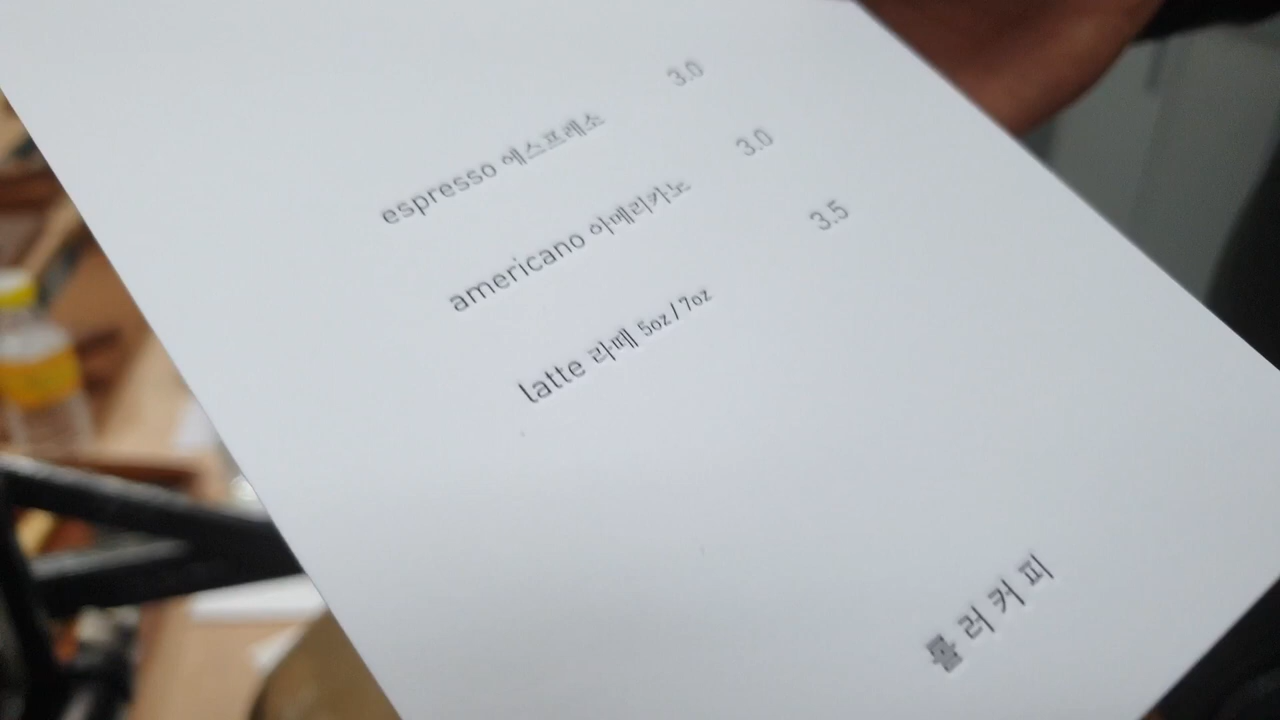 espresso 에스프레소 3.0
americano 아메리카노 3.0
latte 라떼 5oz / 7oz 3.5
롤러커피